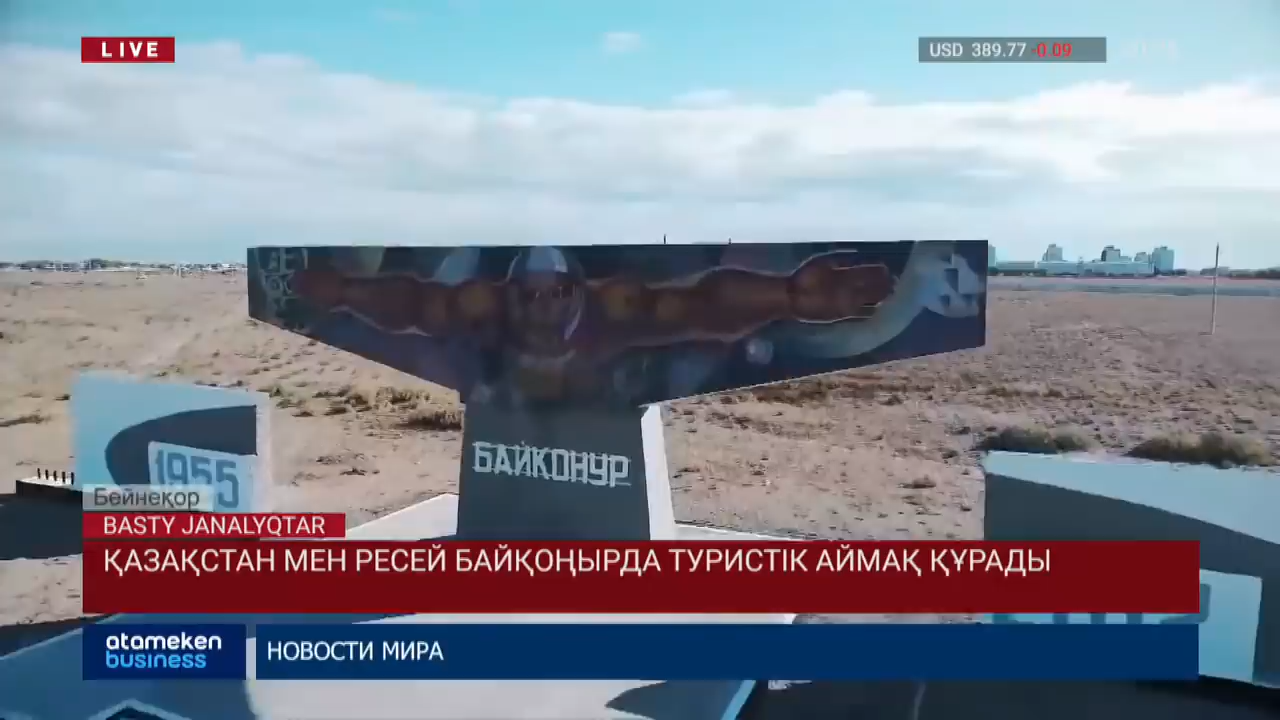 LIVE
USD 389.77 -0.09
БАЙКОНУР
1955
Бейнеқор
BASTY JANALYQTAR
ҚАЗАҚСТАН МЕН РЕСЕЙ БАЙҚОҢЫРДА ТУРИСТІК АЙМАҚ ҚҰРАДЫ
atameken
business
НОВОСТИ МИРА